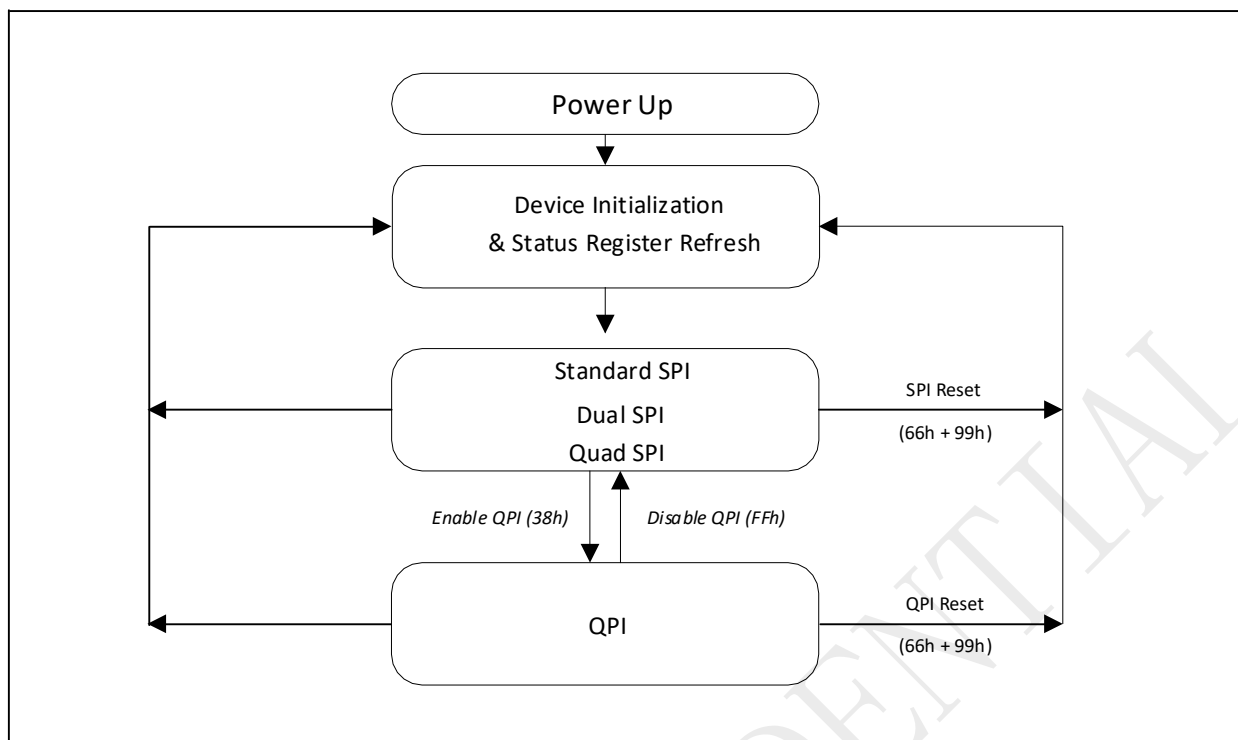 Power Up
Device Initialization
& Status Register Refresh
Standard SPI
Dual SPI
Quad SPI
SPI Reset
(66h + 99h)
Enable QPI (38h)
Disable QPI (FFh)
QPI
QPI Reset
(66h + 99h)